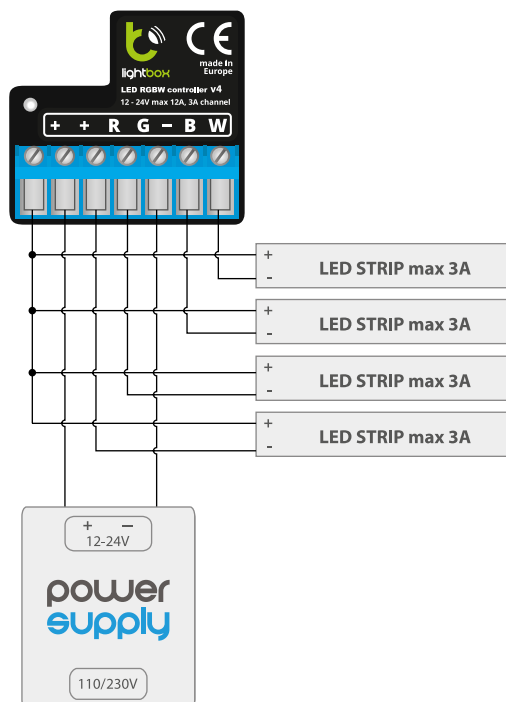 lightbox
CE
made In
Europe
LED RGBW controller v4
12 - 24V max 12A, 3A channel
+ + R G − B W
+
LED STRIP max 3A
-
+
LED STRIP max 3A
-
+
LED STRIP max 3A
-
+
LED STRIP max 3A
-
+ −
12-24V
power
supply
110/230V